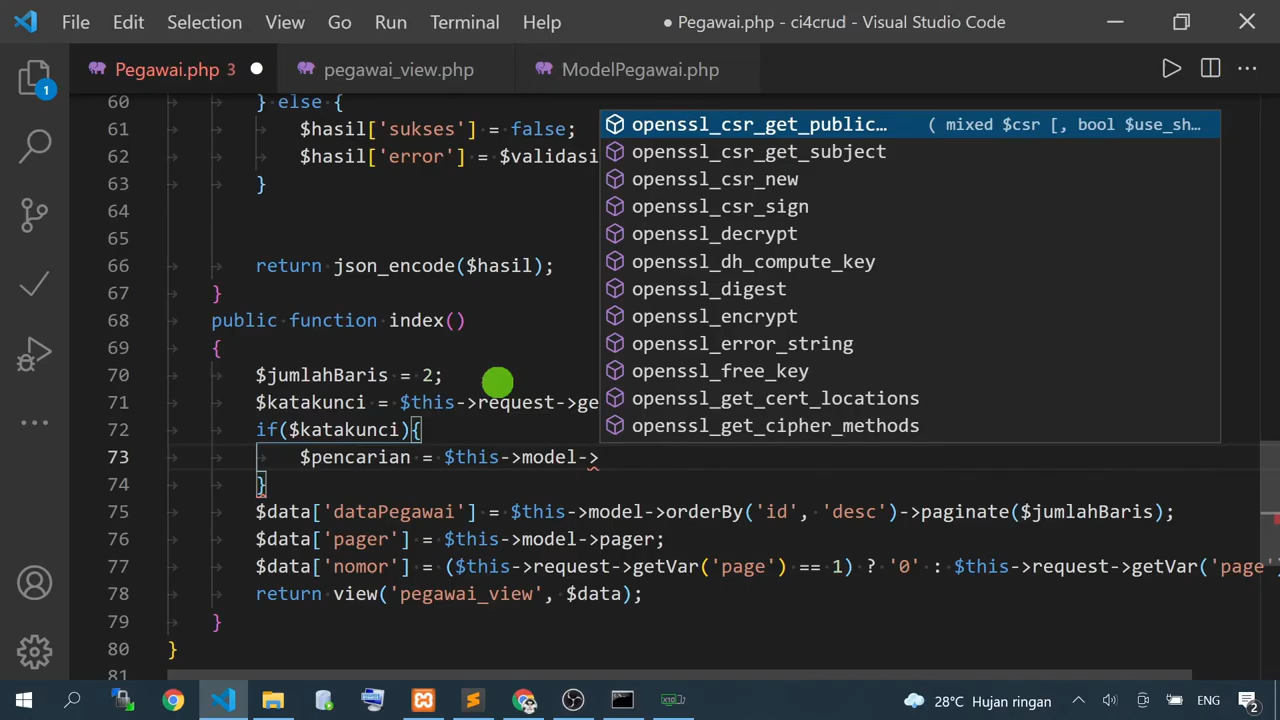 File Edit Selection View Go Run Terminal Help ● Pegawai.php - ci4crud - Visual Studio Code
Pegawai.php 3 pegawai_view.php ModelPegawai.php
1
60 } else {
61 $hasil['sukses'] = false;
62 $hasil['error'] = $validasi
63 }
64
65
66 return json_encode($hasil);
67 }
68 public function index()
69 {
70 $jumlahBaris = 2;
71 $katakunci = $this->request->ge
72 if($katakunci){
73 $pencarian = $this->model->
74 }
75 $data['dataPegawai'] = $this->model->orderBy('id', 'desc')->paginate($jumlahBaris);
76 $data['pager'] = $this->model->pager;
77 $data['nomor'] = ($this->request->getVar('page') == 1) ? '0' : $this->request->getVar('page
78 return view('pegawai_view', $data);
79 }
80 }
81
openssl_csr_get_public… ( mixed $csr [, bool $use_sh…
openssl_csr_get_subject
openssl_csr_new
openssl_csr_sign
openssl_decrypt
openssl_dh_compute_key
openssl_digest
openssl_encrypt
openssl_error_string
openssl_free_key
openssl_get_cert_locations
openssl_get_cipher_methods
28°C Hujan ringan ENG 2